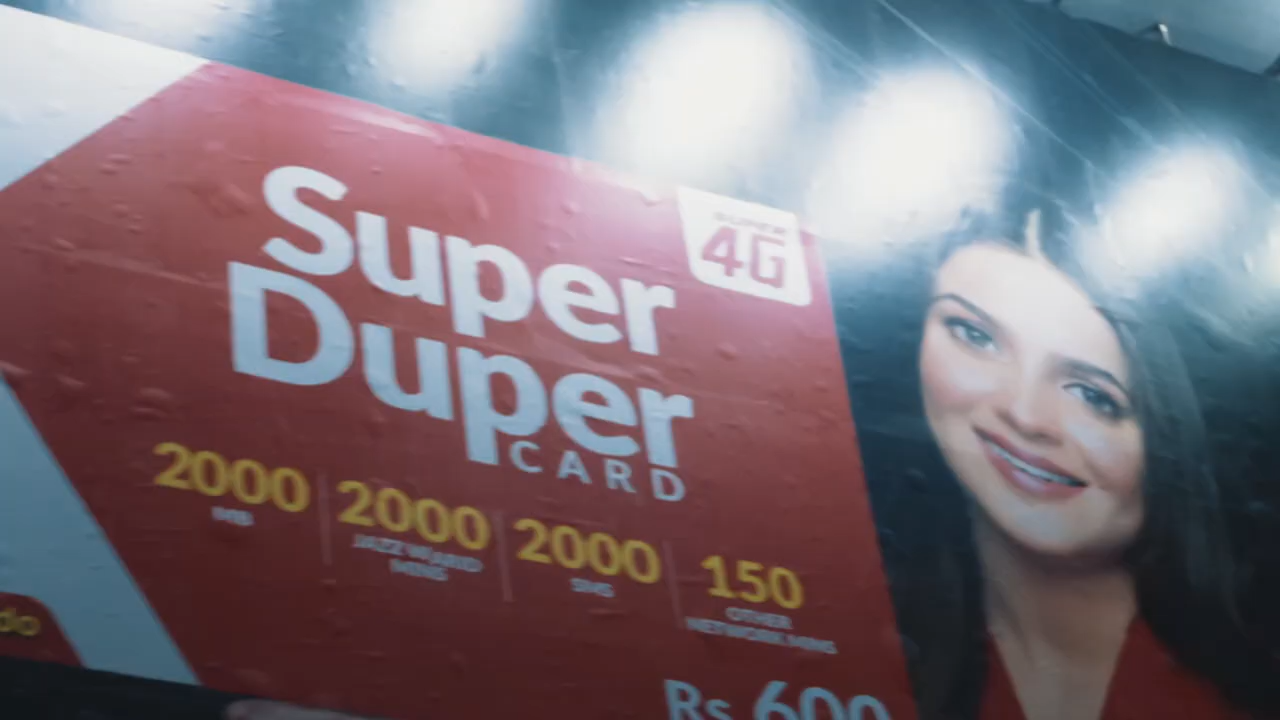 Super
Duper
CARD
SUPER
4G
2000
MB
2000
JAZZ WARID
MINS
2000
SMS
150
OTHER
NETWORK MINS
Rs 600
do